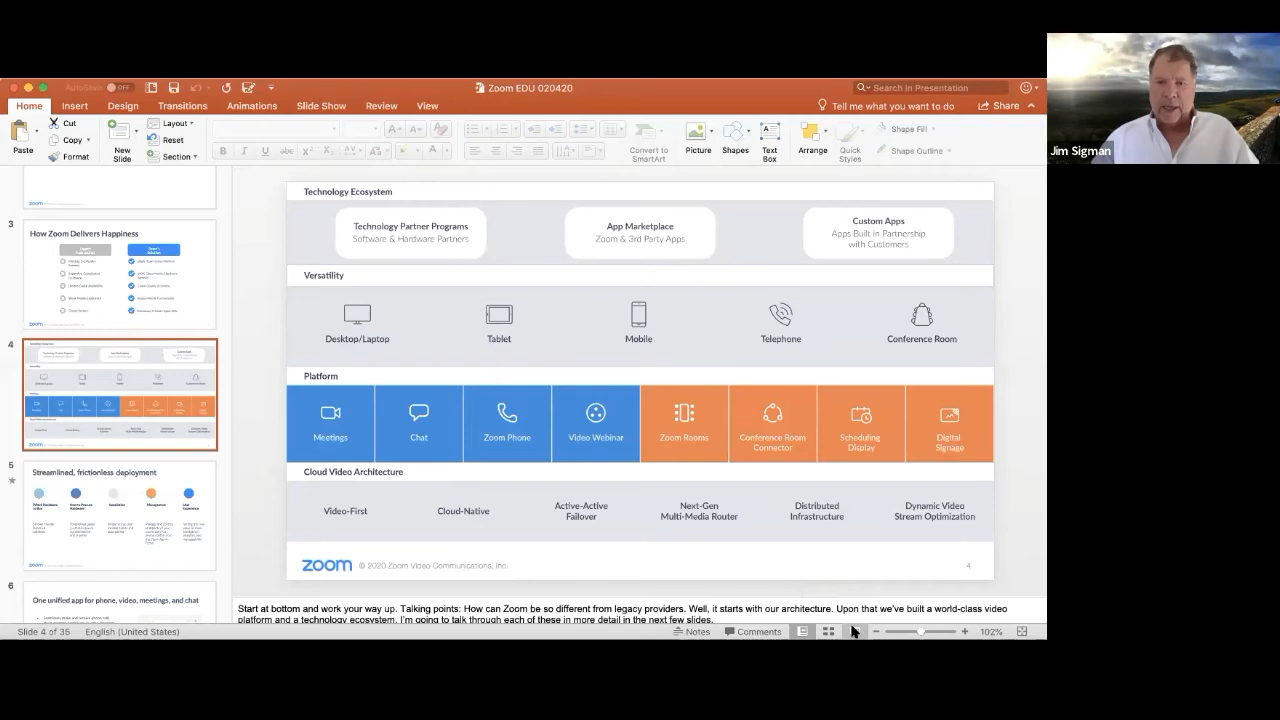 AutoSave OFF
Zoom EDU 020420
Search in Presentation
Home Insert Design Transitions Animations Slide Show Review View
Tell me what you want to do
Share
Paste
Cut
Copy
Format
New
Slide
Layout
Reset
Section
Convert to
SmartArt
Picture
Shapes
Text
Box
Arrange
Quick
Styles
Shape Fill
Shape Outline
Jim Sigman
zoom
3
How Zoom Delivers Happiness
zoom
4
zoom
5
Streamlined, frictionless deployment
zoom
6
One unified app for phone, video, meetings, and chat
Technology Ecosystem
Technology Partner Programs
Software & Hardware Partners
App Marketplace
Zoom & 3rd Party Apps
Custom Apps
Apps Built in Partnership
with Customers
Versatility
Desktop/Laptop
Tablet
Mobile
Telephone
Conference Room
Platform
Meetings
Chat
Zoom Phone
Video Webinar
Zoom Rooms
Conference Room
Connector
Scheduling
Display
Digital
Signage
Cloud Video Architecture
Video-First
Cloud-Native
Active-Active
Failover
Next-Gen
Multi-Media Router
Distributed
Infrastructure
Dynamic Video
Stream Optimization
zoom © 2020 Zoom Video Communications, Inc. 4
Start at bottom and work your way up. Talking points: How can Zoom be so different from legacy providers. Well, it starts with our architecture. Upon that we've built a world-class video
platform and a technology ecosystem. I'm going to talk through each of these in more detail in the next few slides.
Slide 4 of 35 English (United States) Notes Comments 102%